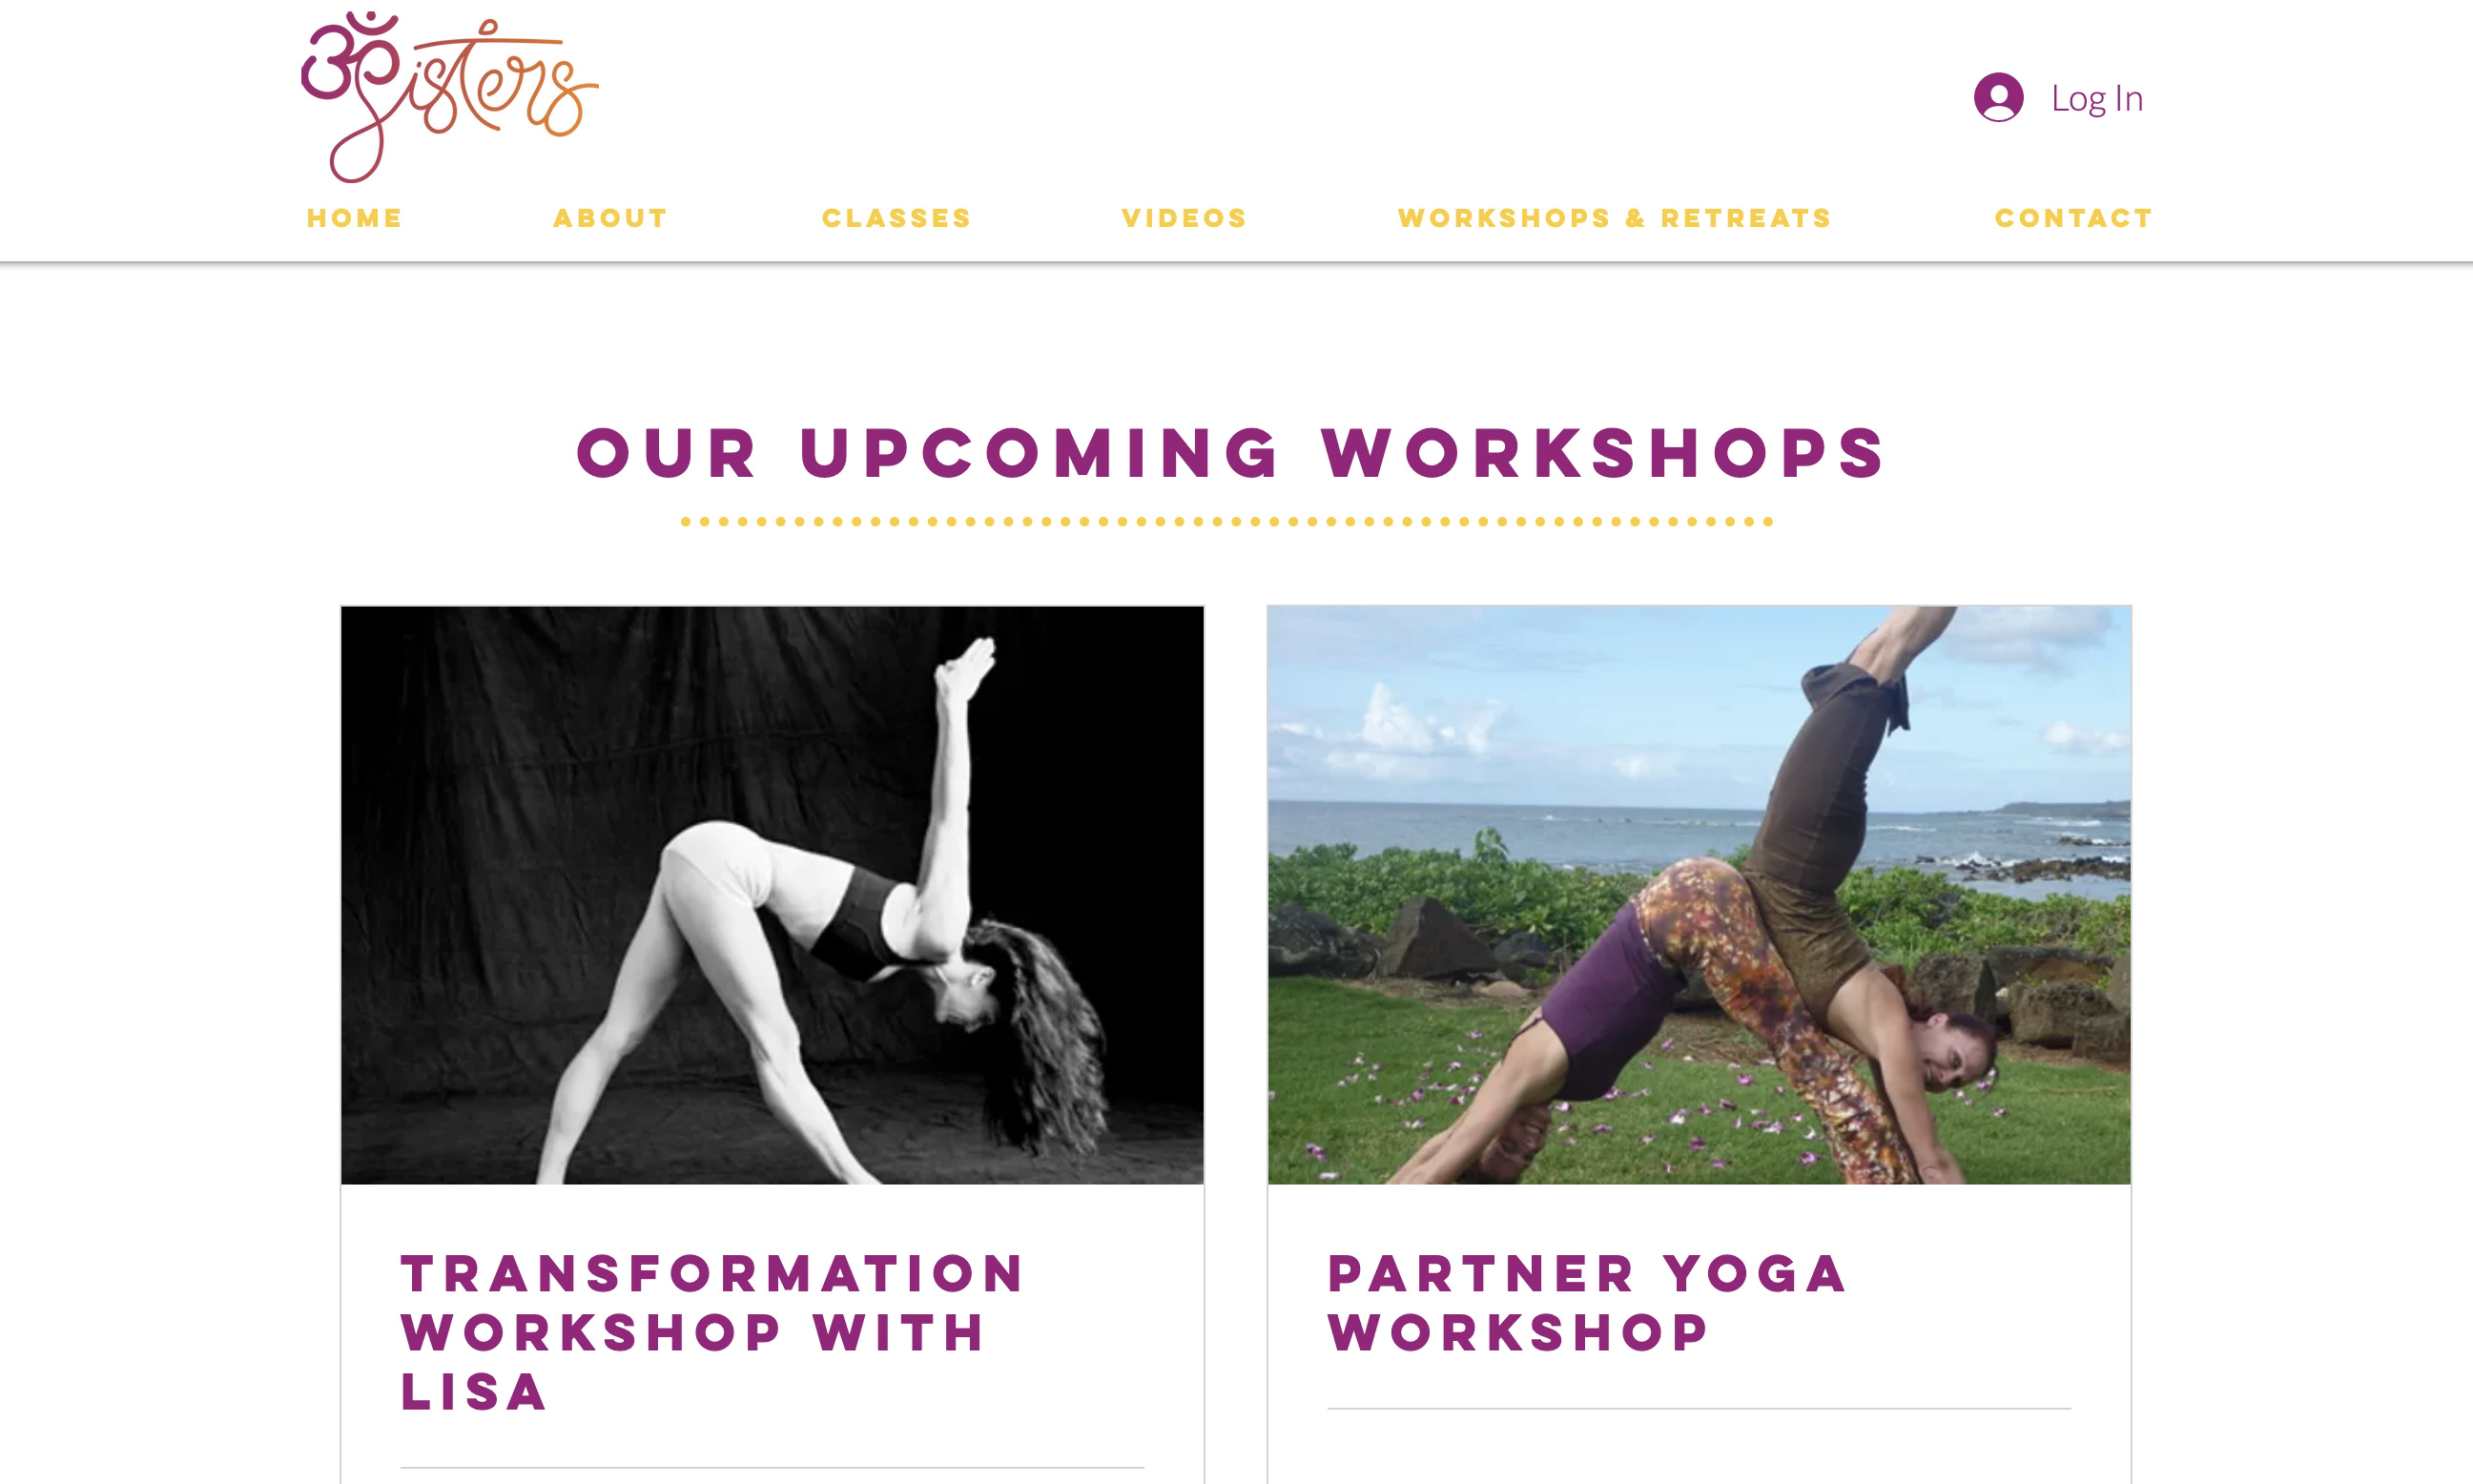 ॐ Sisters
Log In
HOME ABOUT CLASSES VIDEOS WORKSHOPS & RETREATS CONTACT
OUR UPCOMING WORKSHOPS
TRANSFORMATION
WORKSHOP WITH
LISA
PARTNER YOGA
WORKSHOP